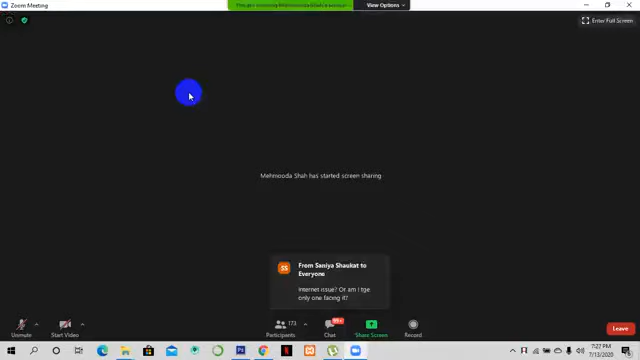 Zoom Meeting
View Options
Enter Full Screen
Mehmooda Shah has started screen sharing
SS
From Saniya Shaukat to
Everyone
Internet issue? Or am i tge
only one facing it?
173
99+
Unmute
Start Video
Participants
Chat
Share Screen
Record
Leave
7:27 PM
7/13/2020